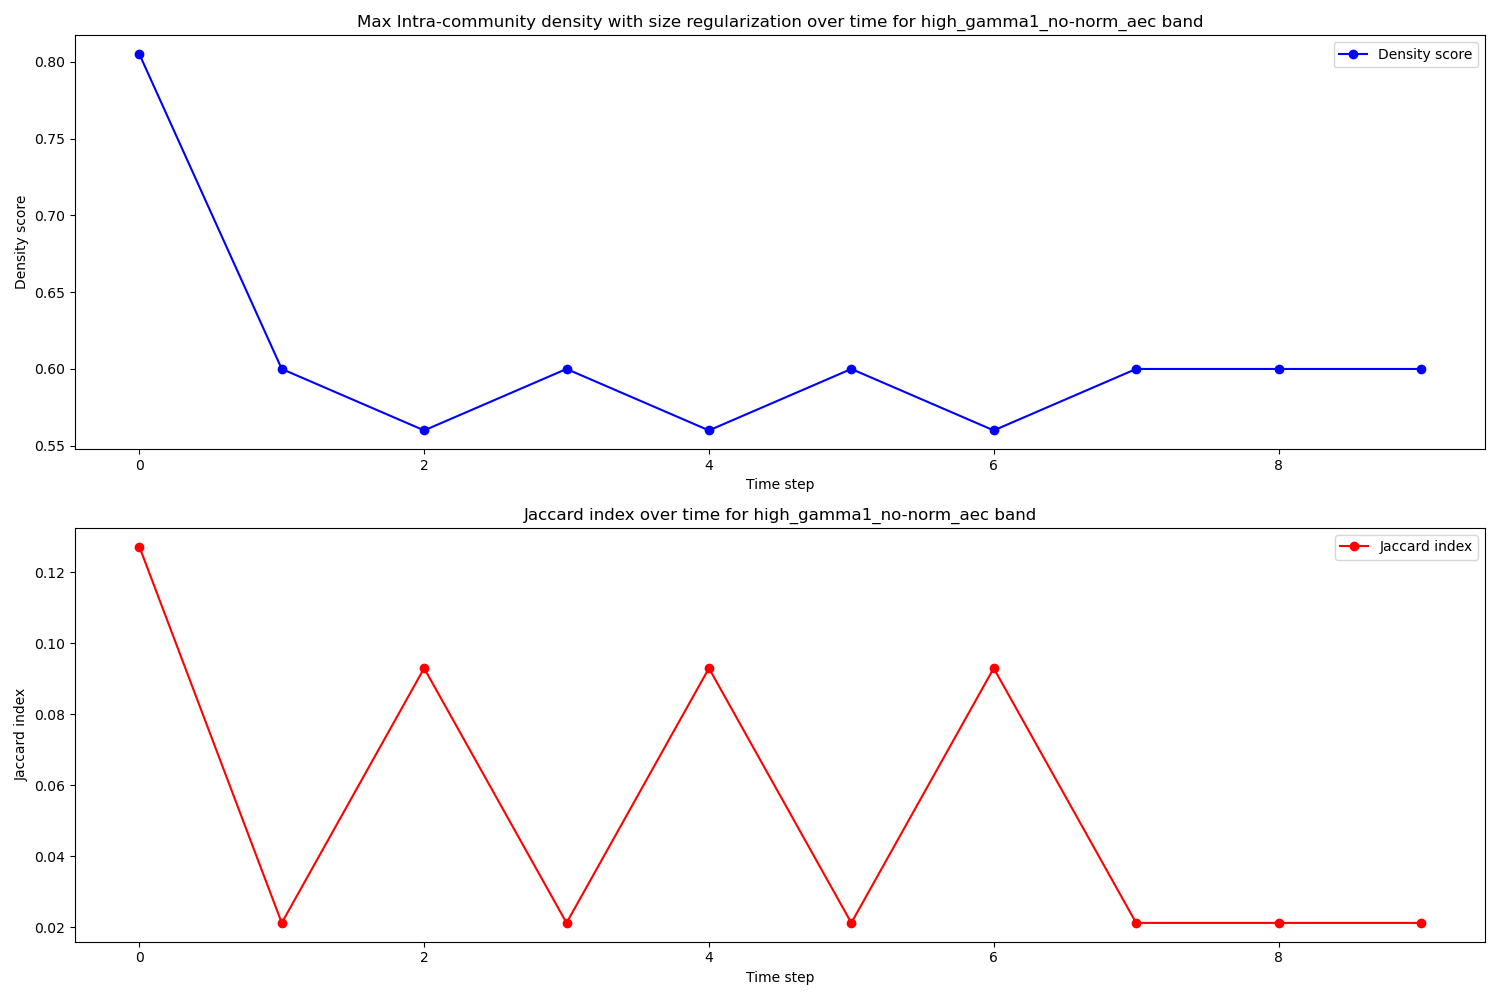 Max Intra-community density with size regularization over time for high_gamma1_no-norm_aec band
Density score
0.80
0.75
0.70
0.65
0.60
0.55
Density score
0 2 4 6 8
Time step
Jaccard index over time for high_gamma1_no-norm_aec band
Jaccard index
0.12
0.10
0.08
0.06
0.04
0.02
Jaccard index
0 2 4 6 8
Time step